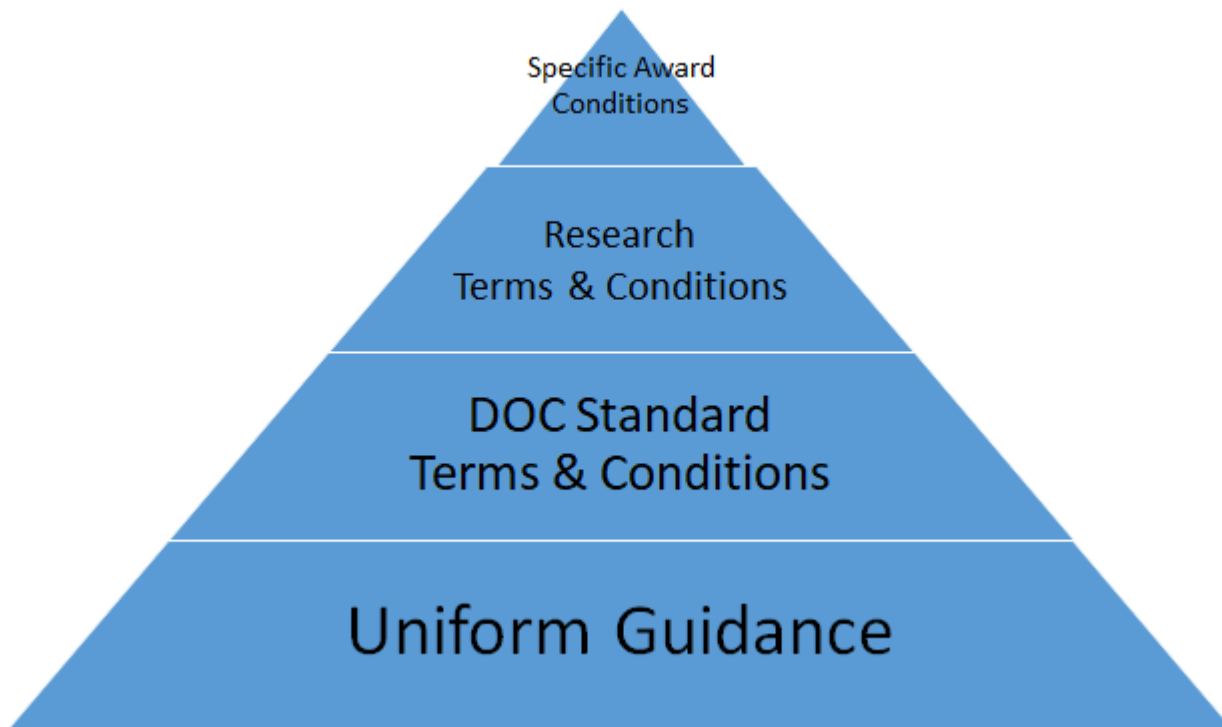 Specific Award
Conditions
Research
Terms & Conditions
DOC Standard
Terms & Conditions
Uniform Guidance